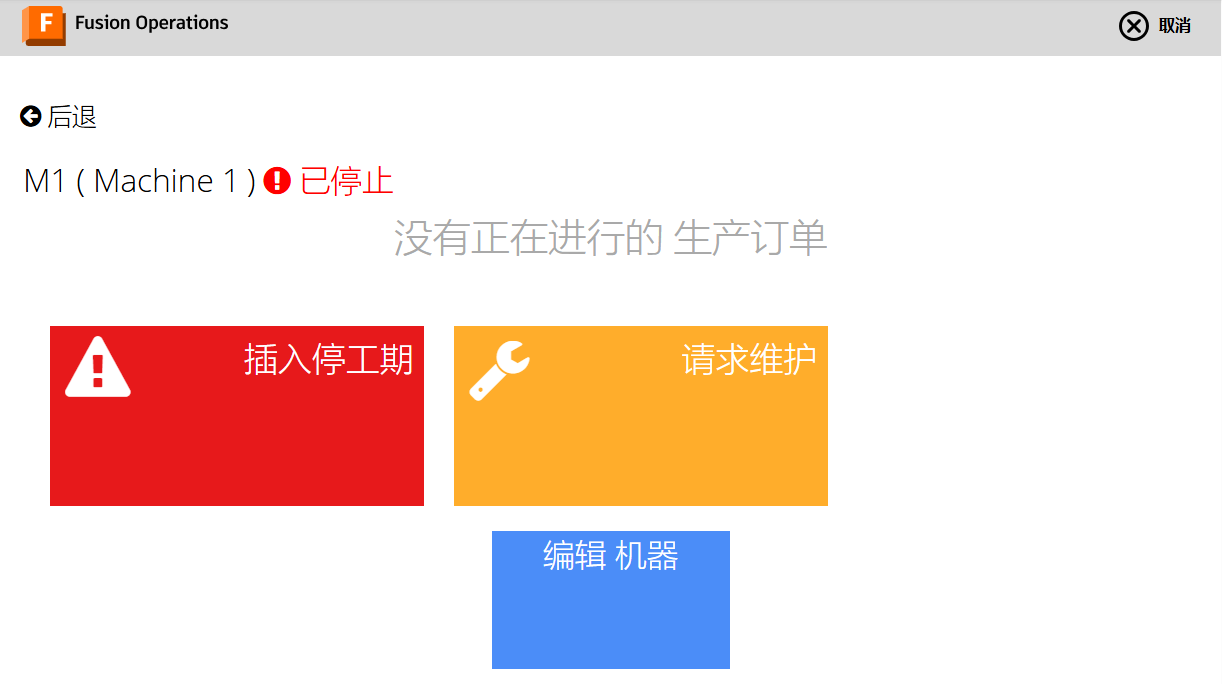 F Fusion Operations
取消
后退
M1 ( Machine 1 ) 已停止
没有正在进行的 生产订单
插入停工期
请求维护
编辑 机器